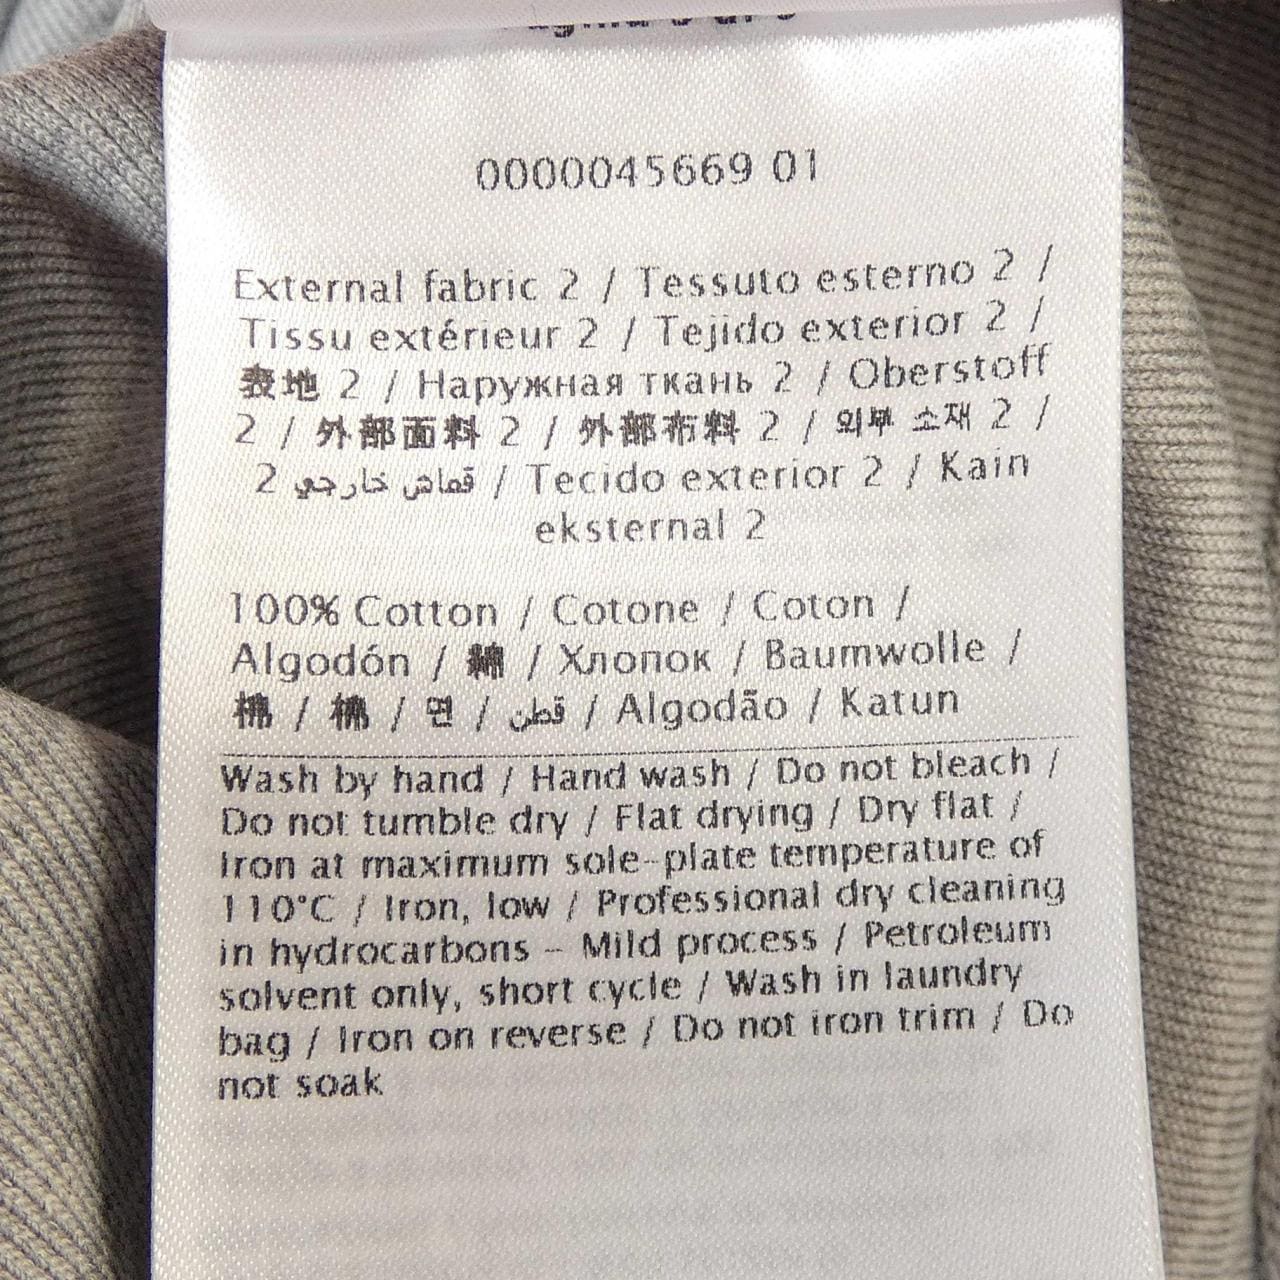 0000045669 01
External fabric 2 / Tessuto esterno 2 /
Tissu extérieur 2 / Tejido exterior 2 /
表地 2 / Наружная ткань 2 / Oberstoff
2 / 外部面料 2 / 外部布料 2 / 외부 소재 2 /
قماش خارجي 2 / Tecido exterior 2 / Kain
eksternal 2
100% Cotton / Cotone / Coton /
Algodón / 綿 / Хлопок / Baumwolle /
棉 / 棉 / 면 / قطن / Algodão / Katun
Wash by hand / Hand wash / Do not bleach /
Do not tumble dry / Flat drying / Dry flat /
Iron at maximum sole-plate temperature of
110°C / Iron, low / Professional dry cleaning
in hydrocarbons - Mild process / Petroleum
solvent only, short cycle / Wash in laundry
bag / Iron on reverse / Do not iron trim / Do
not soak